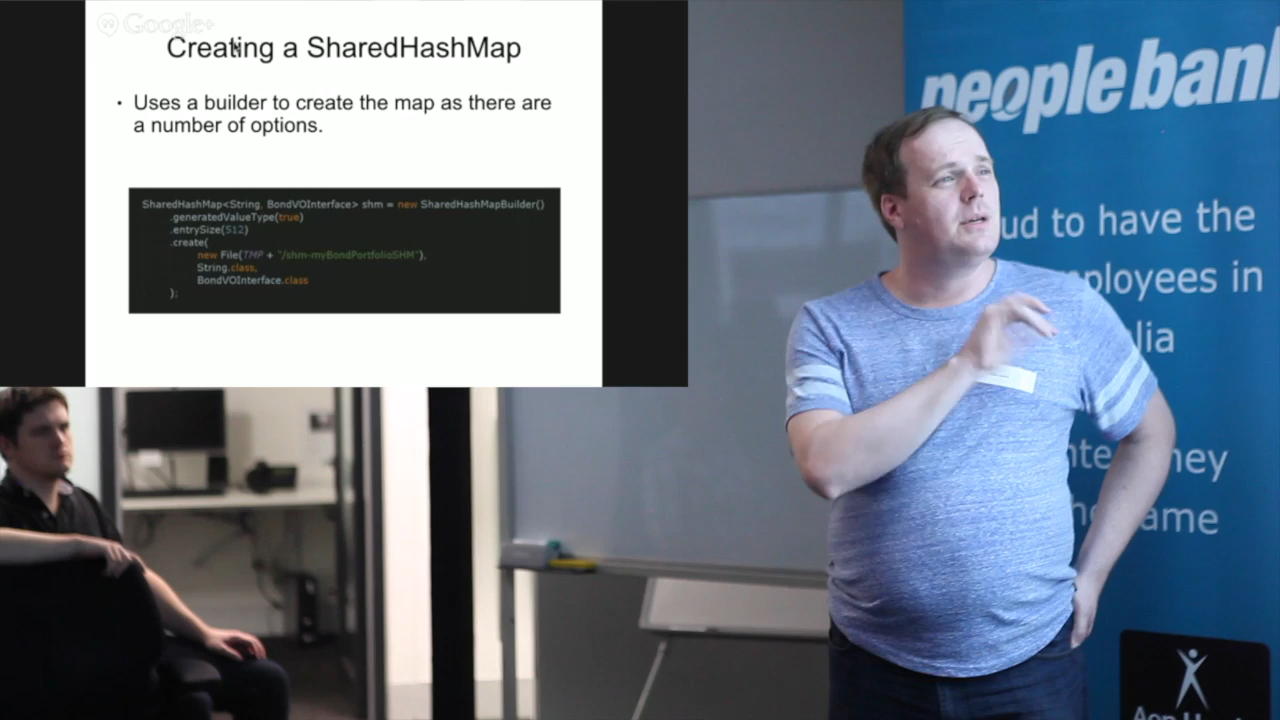 Google+
Creating a SharedHashMap
• Uses a builder to create the map as there are
a number of options.
SharedHashMap<String, BondVOInterface> shm = new SharedHashMapBuilder()
.generatedValueType(true)
.entrySize(512)
.create(
new File(TMP + "/shm-myBondPortfolioSHM"),
String.class,
BondVOInterface.class
);
peoplebank
ud to have the
ployees in
lia
nte hey
ame